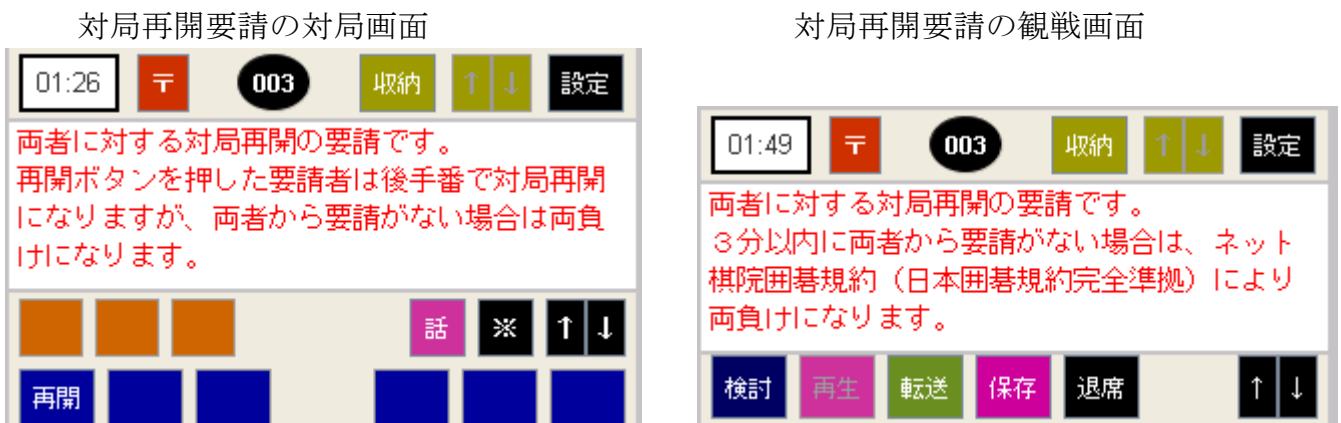 対局再開要請の対局画面
01:26 〒 003 収納 ↑ ↓ 設定
両者に対する対局再開の要請です。
再開ボタンを押した要請者は後手番で対局再開
になりますが、両者から要請がない場合は両負
けになります。
話 ※ ↑ ↓
再開
対局再開要請の観戦画面
01:49 〒 003 収納 ↑ ↓ 設定
両者に対する対局再開の要請です。
３分以内に両者から要請がない場合は、ネット
棋院囲碁規約（日本囲碁規約完全準拠）により
両負けになります。
検討 再生 転送 保存 退席 ↑ ↓